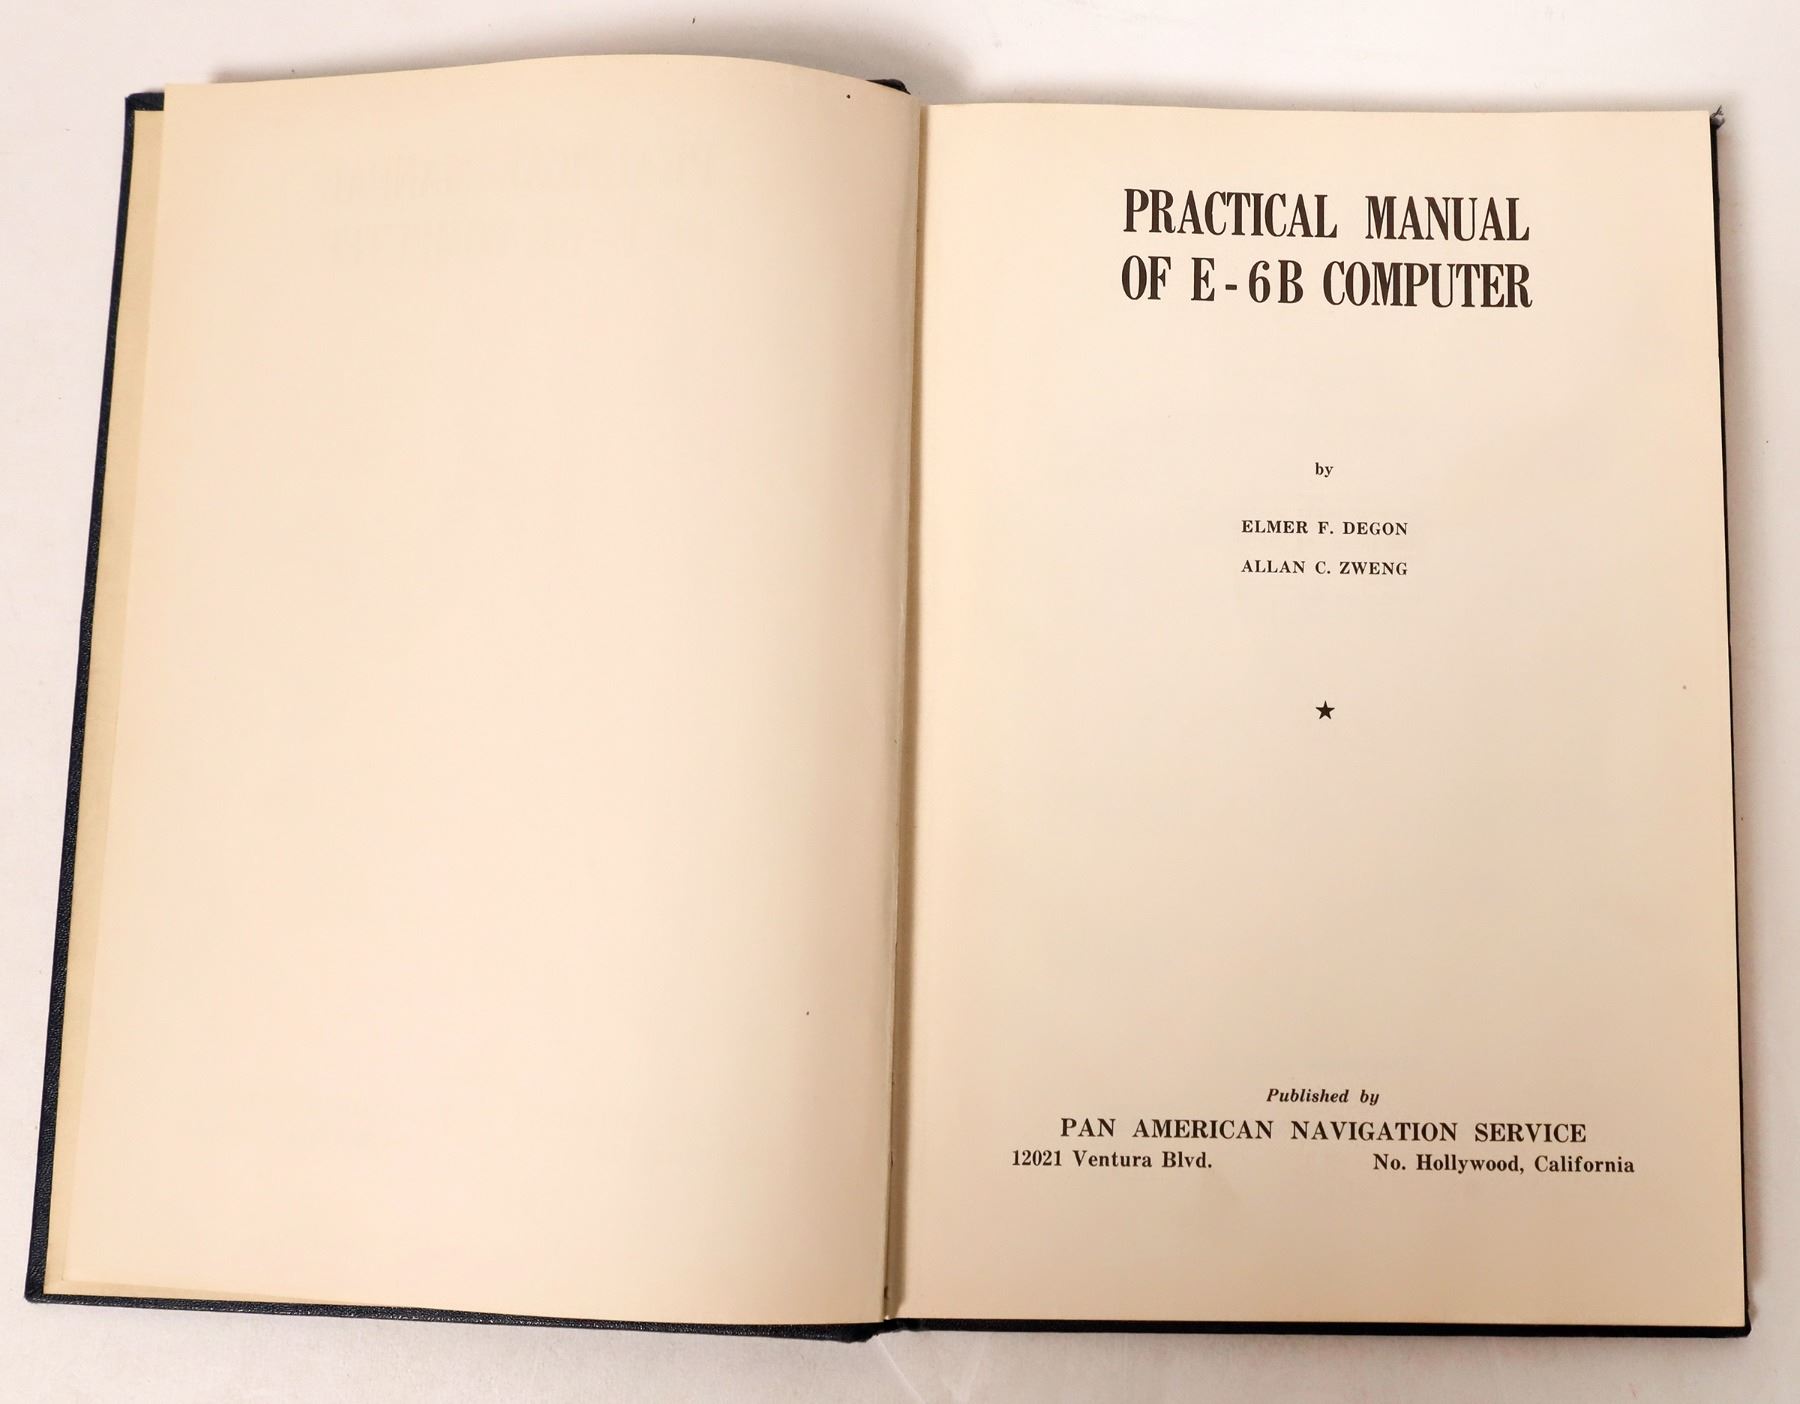 PRACTICAL MANUAL
OF E-6B COMPUTER
by
ELMER F. DEGON
ALLAN C. ZWENG
Published by
PAN AMERICAN NAVIGATION SERVICE
12021 Ventura Blvd. No. Hollywood, California